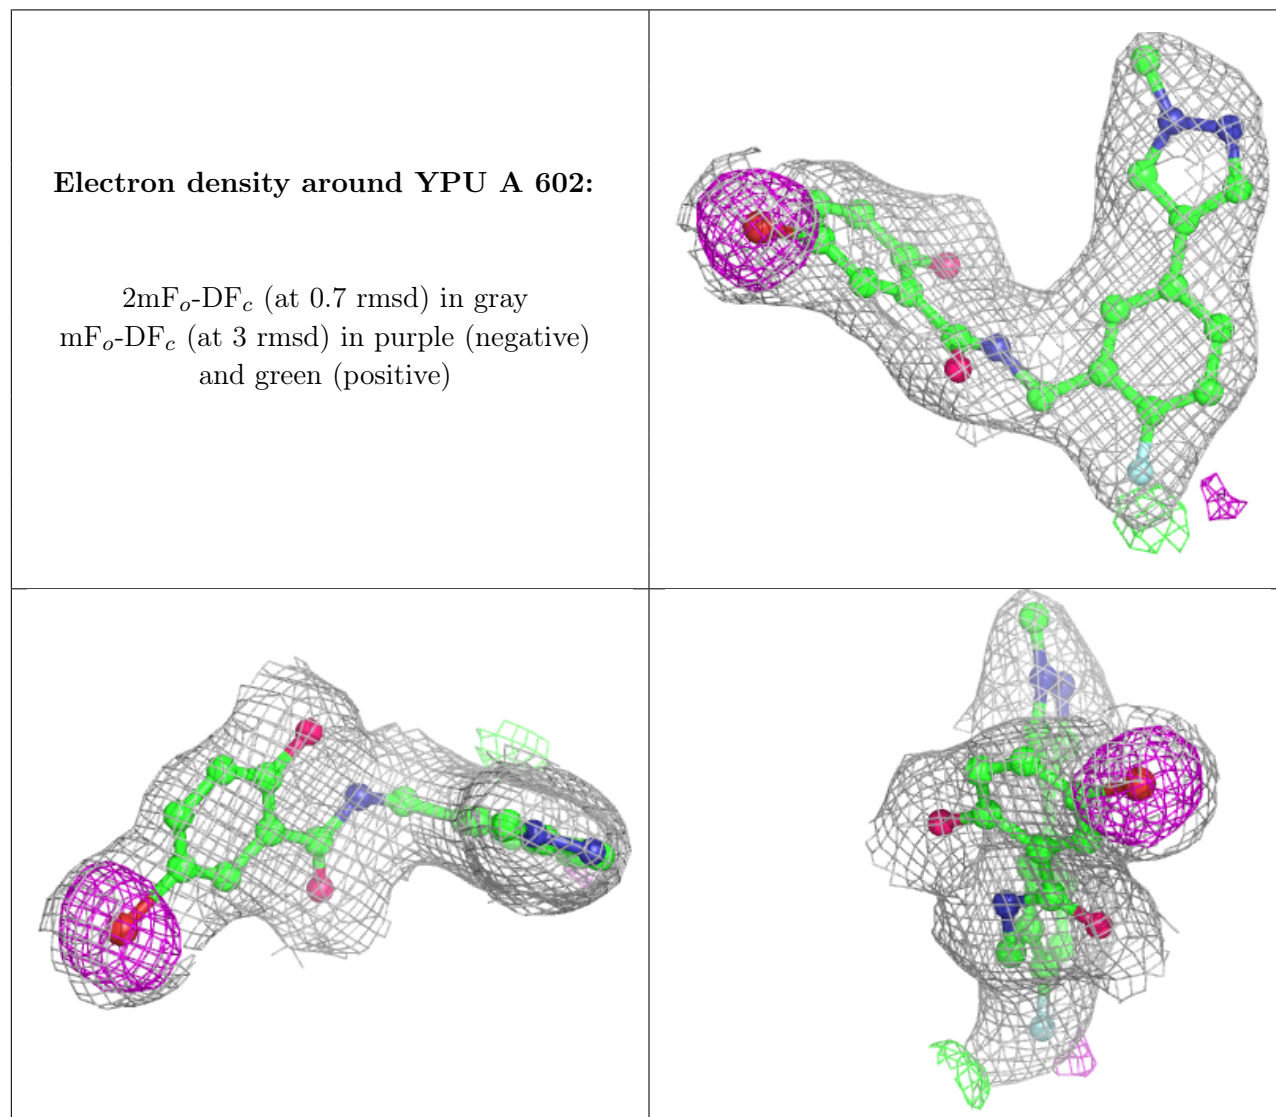 Electron density around YPU A 602:
2mFo-DFc (at 0.7 rmsd) in gray
mFo-DFc (at 3 rmsd) in purple (negative)
and green (positive)